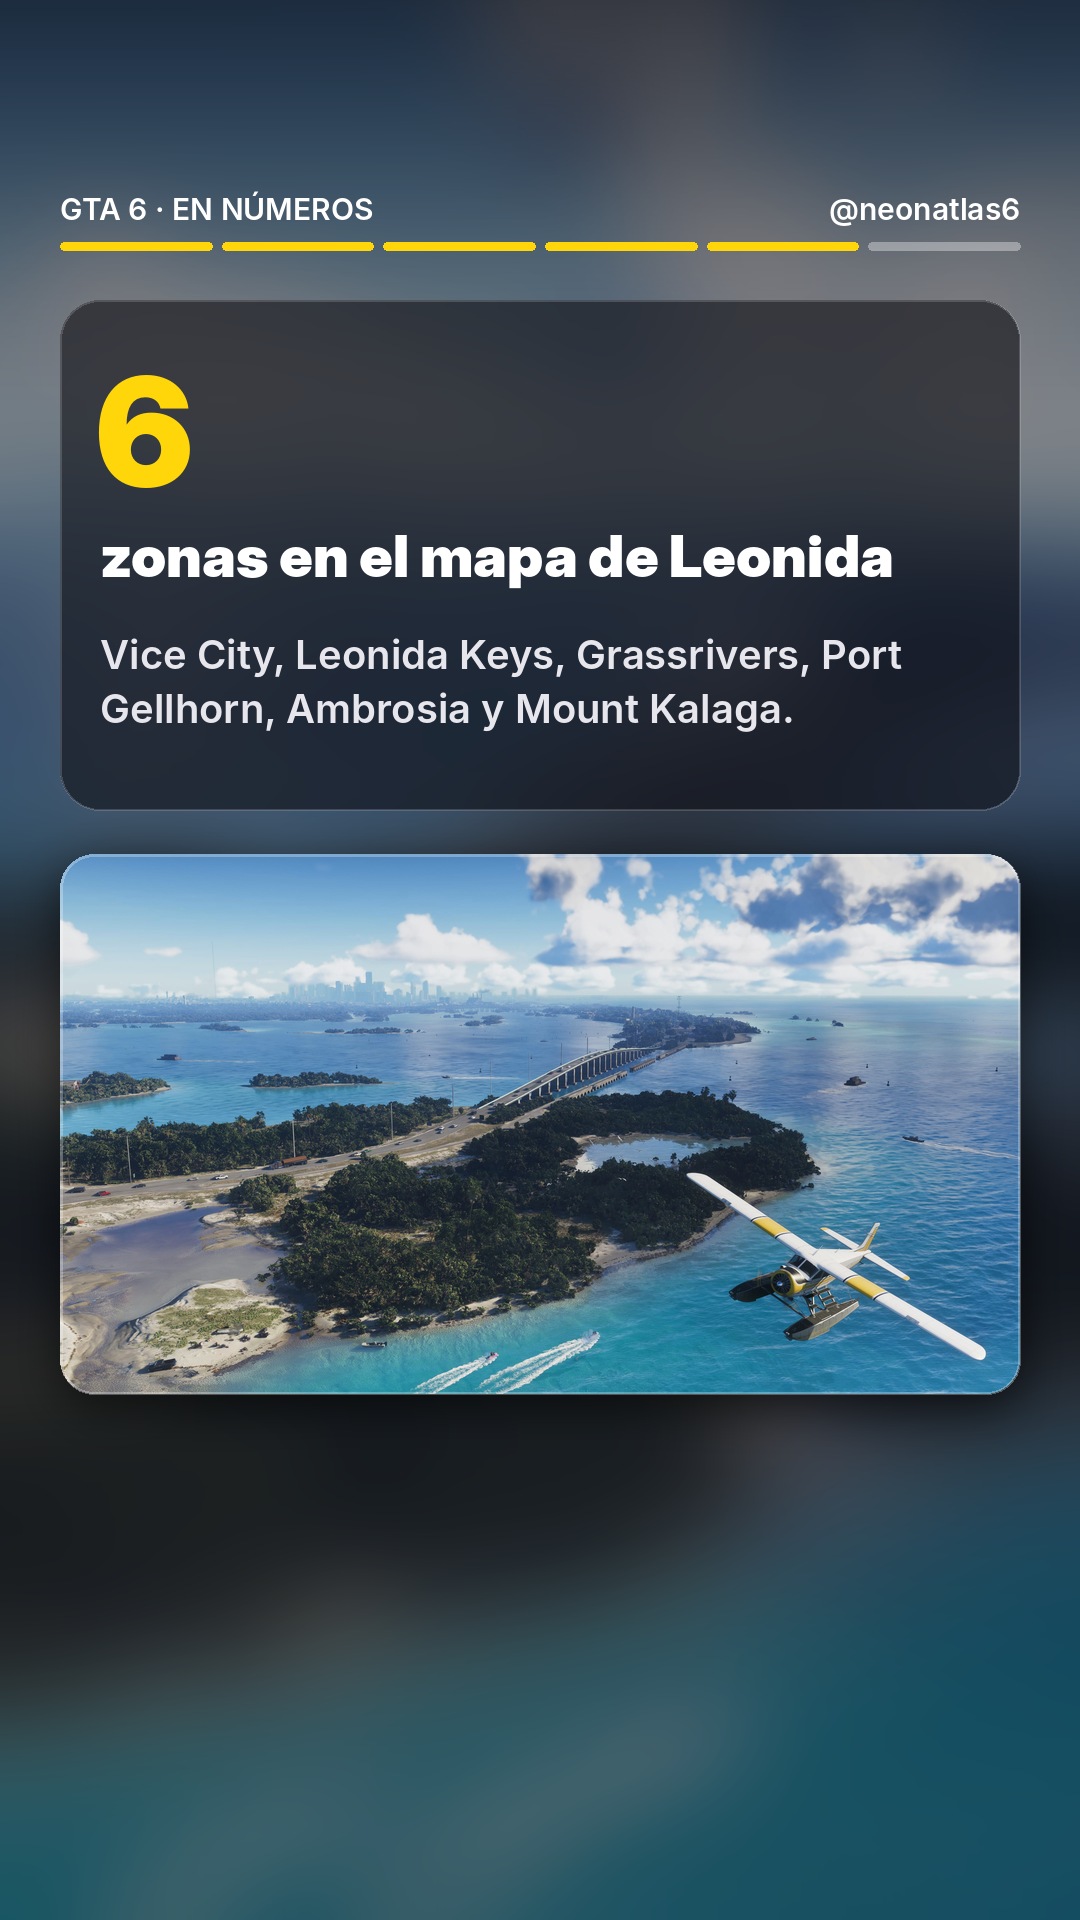 GTA 6 · EN NÚMEROS
@neonatlas6
6
zonas en el mapa de Leonida
Vice City, Leonida Keys, Grassrivers, Port
Gellhorn, Ambrosia y Mount Kalaga.